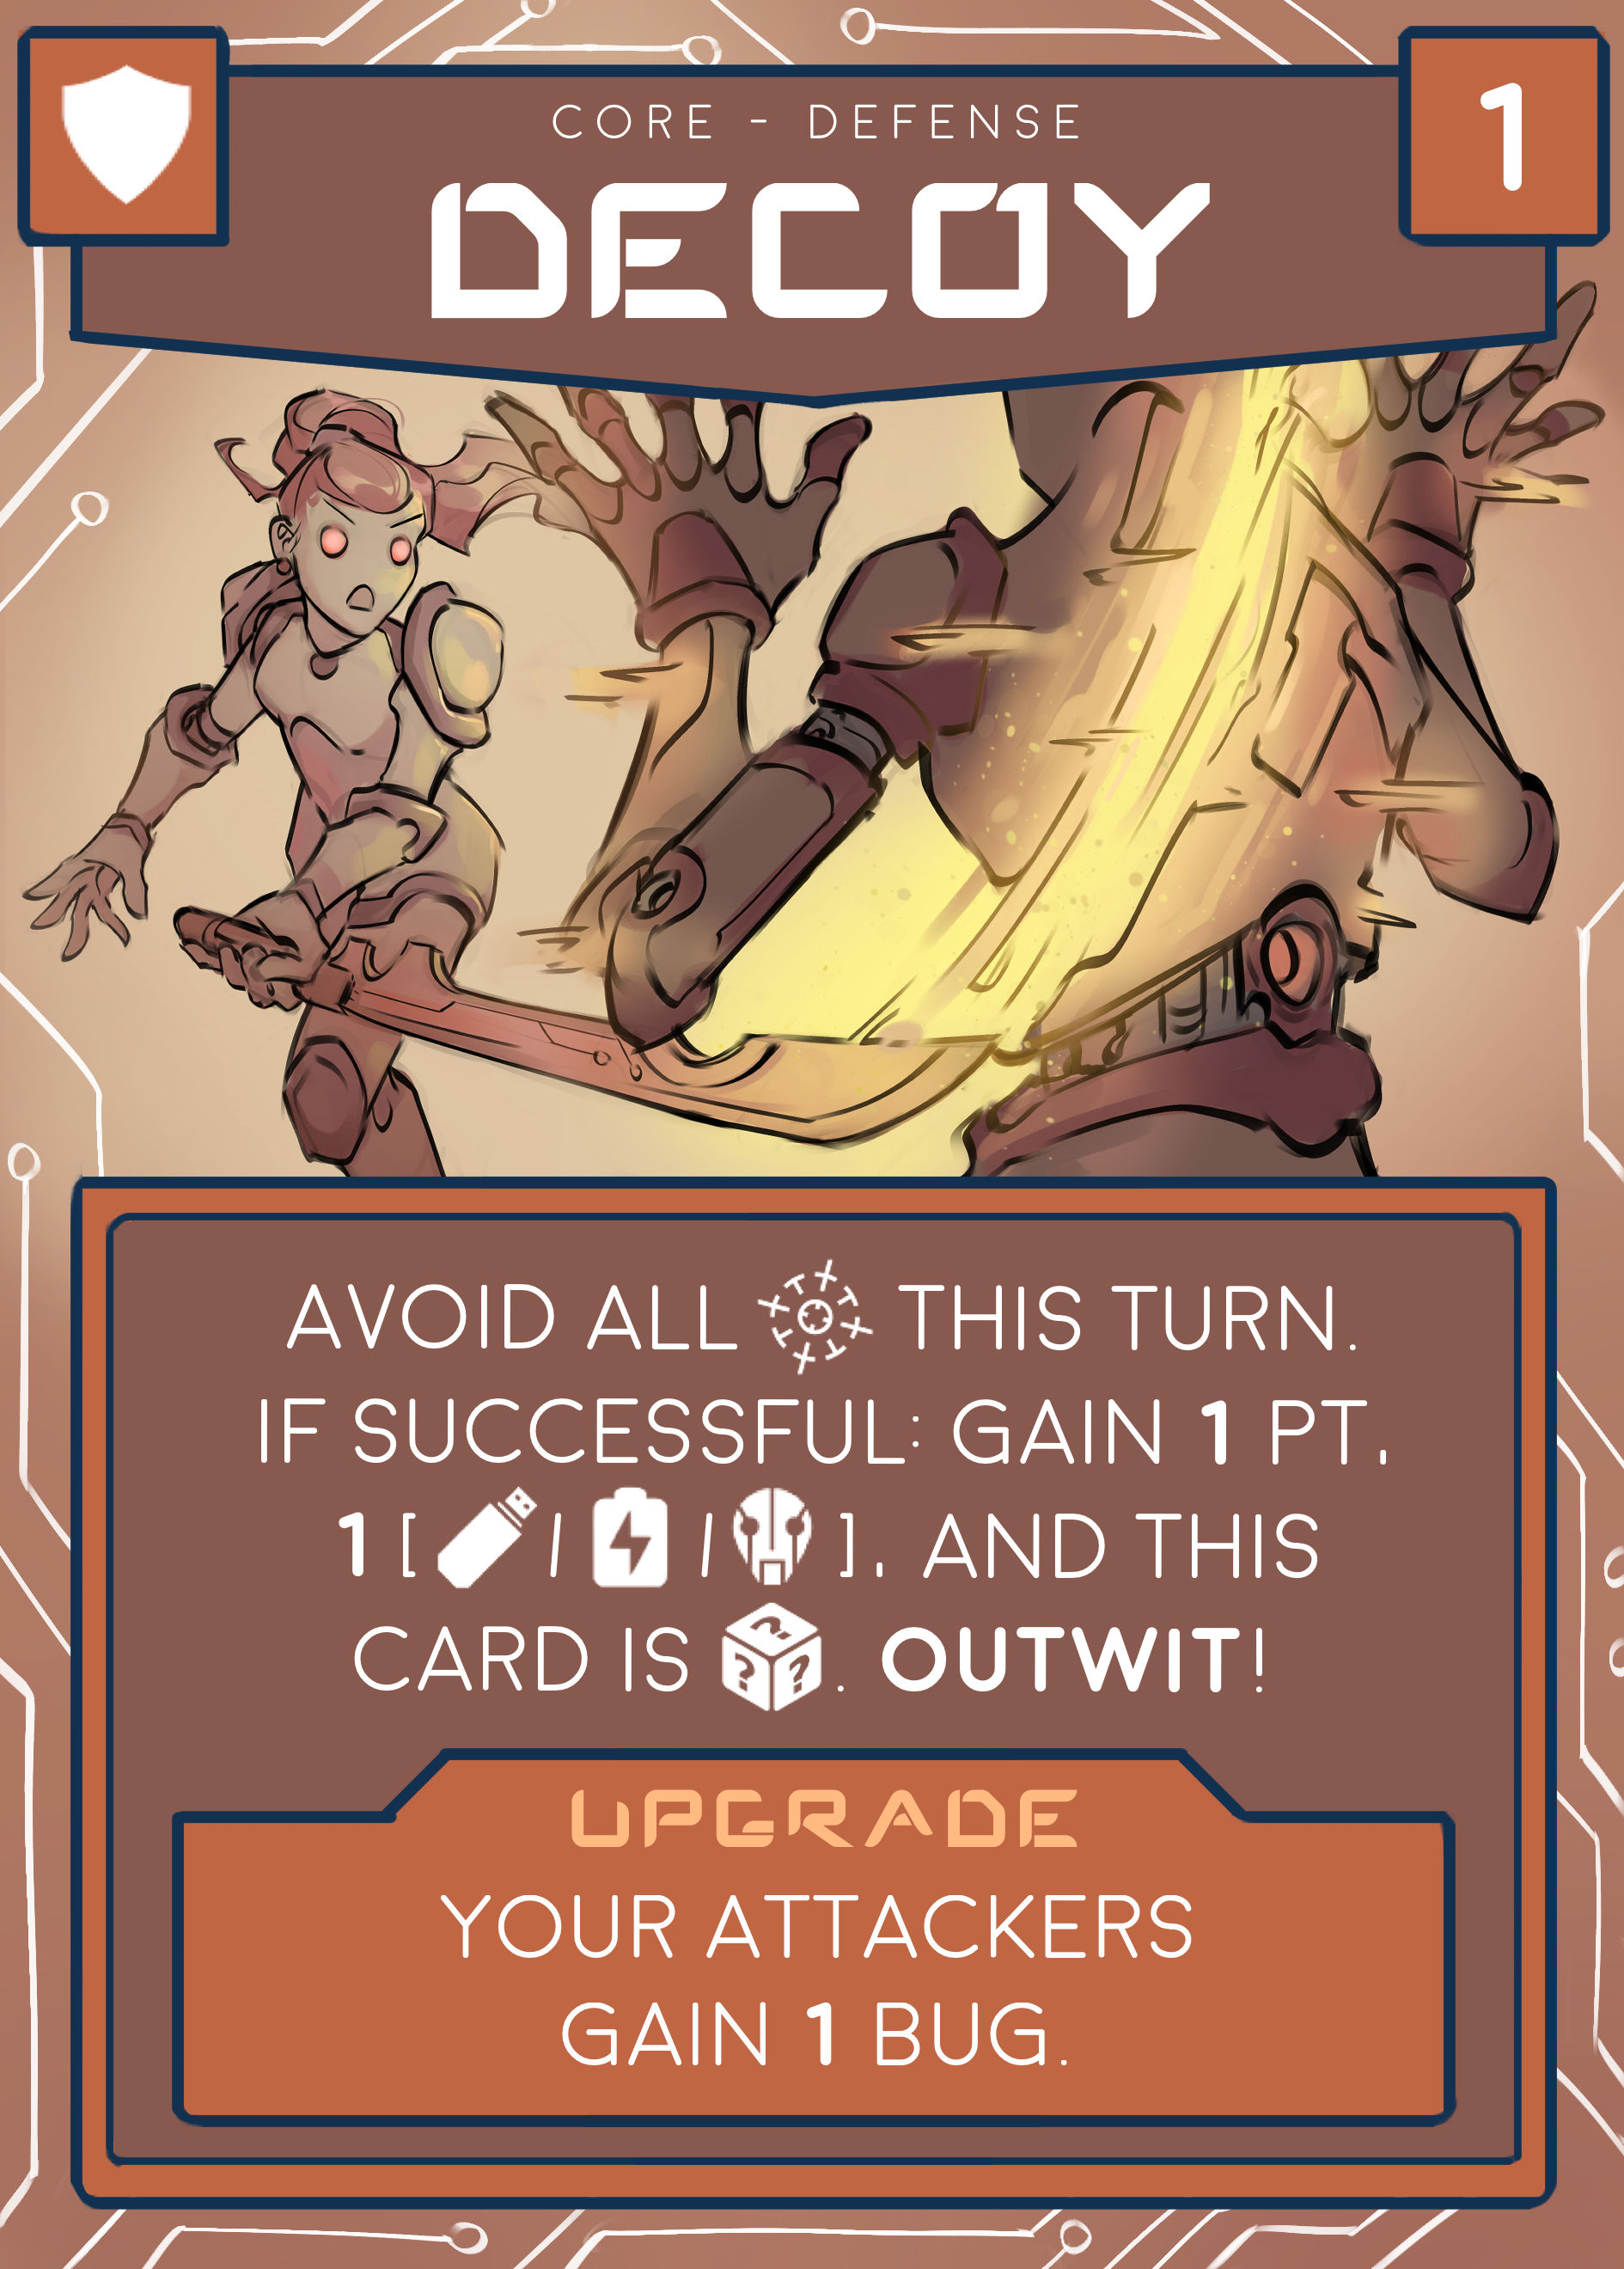 CORE - DEFENSE
1
DECOY
AVOID ALL THIS TURN.
IF SUCCESSFUL: GAIN 1 PT,
1 [ / / ], AND THIS
CARD IS . OUTWIT!
UPGRADE
YOUR ATTACKERS
GAIN 1 BUG.